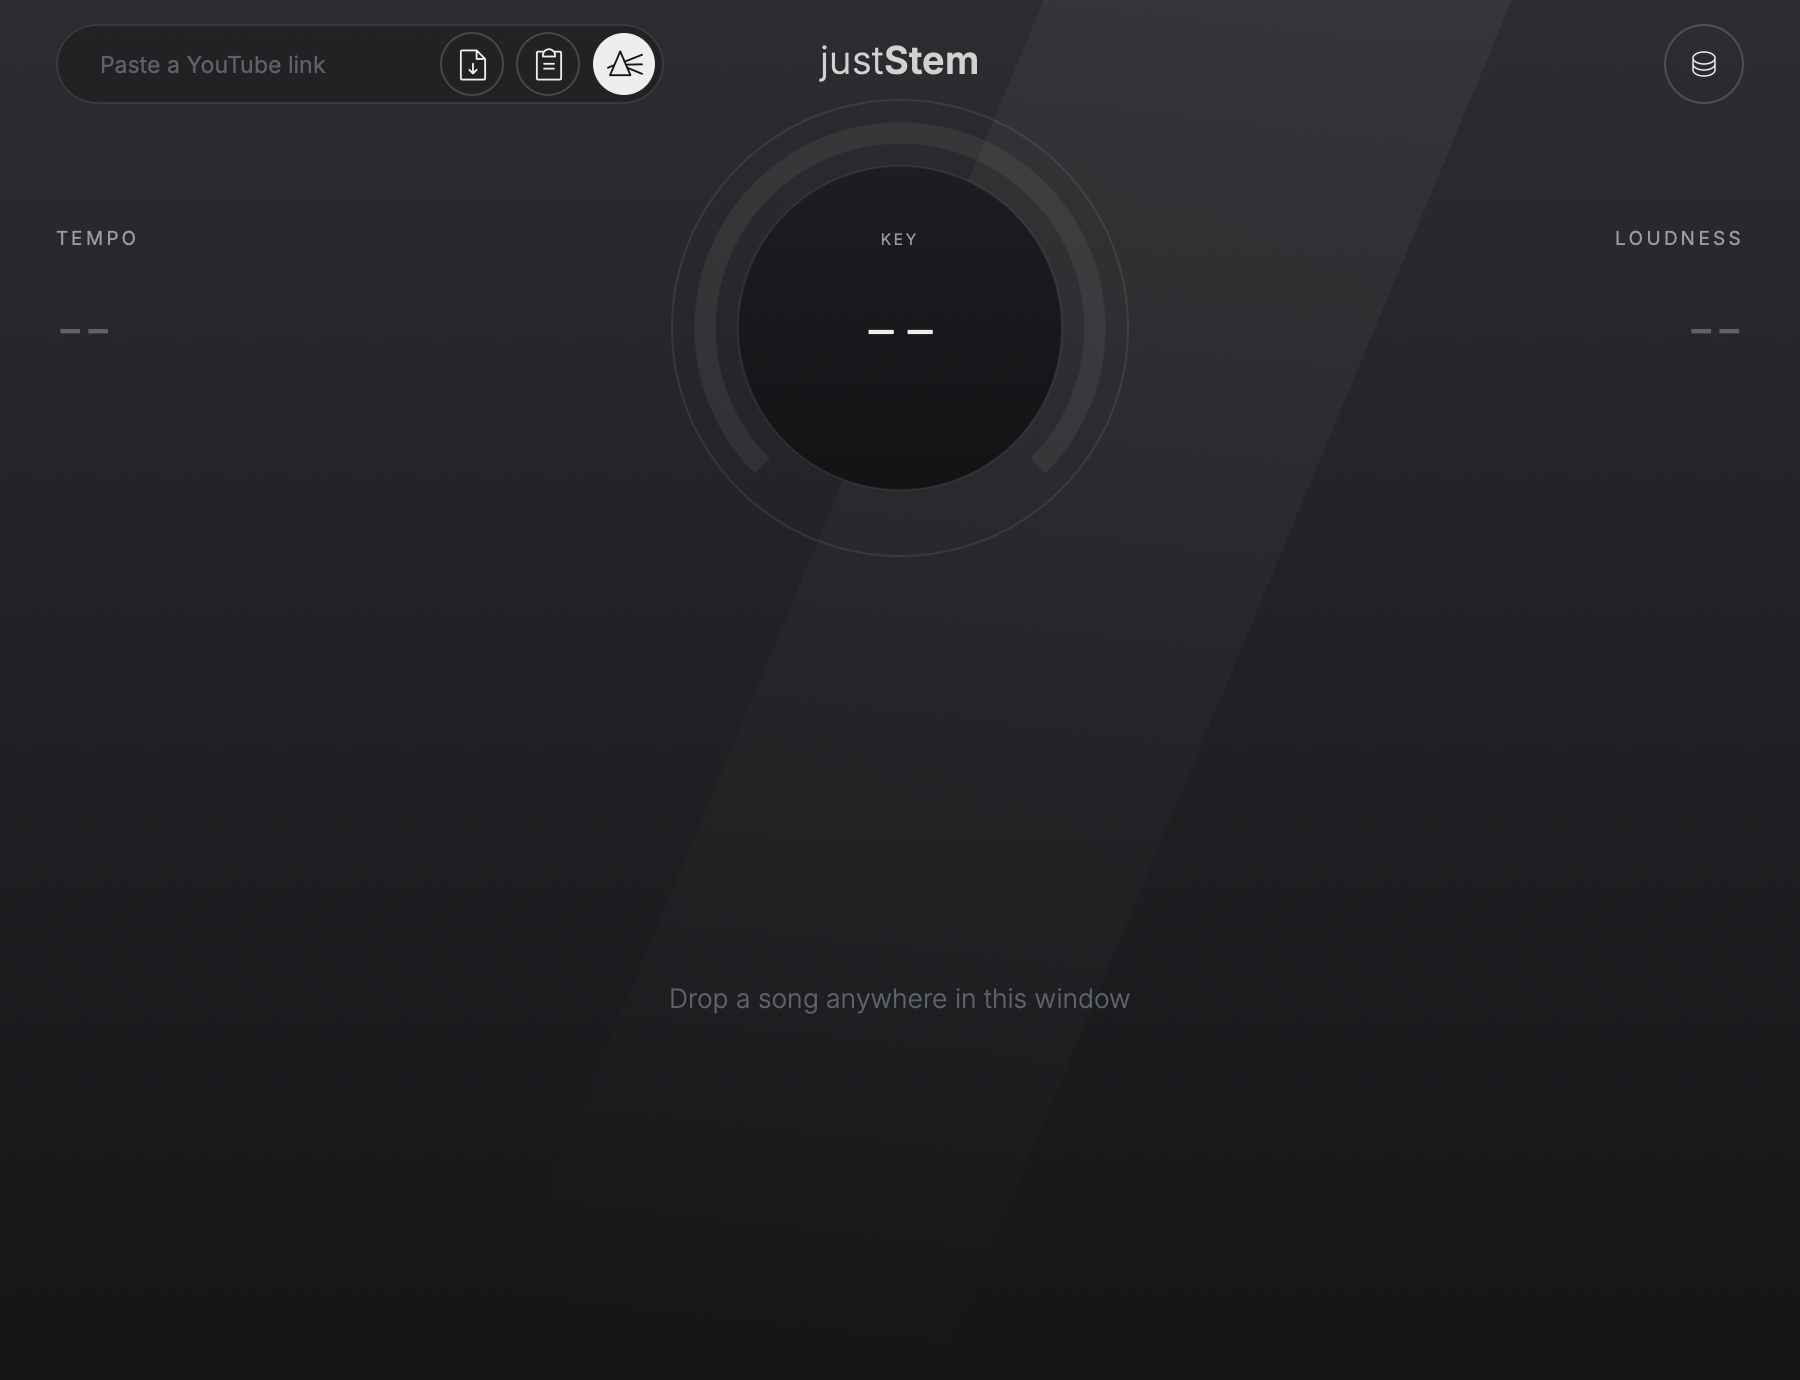 Paste a YouTube link
justStem
TEMPO
KEY
LOUDNESS
--
--
--
Drop a song anywhere in this window